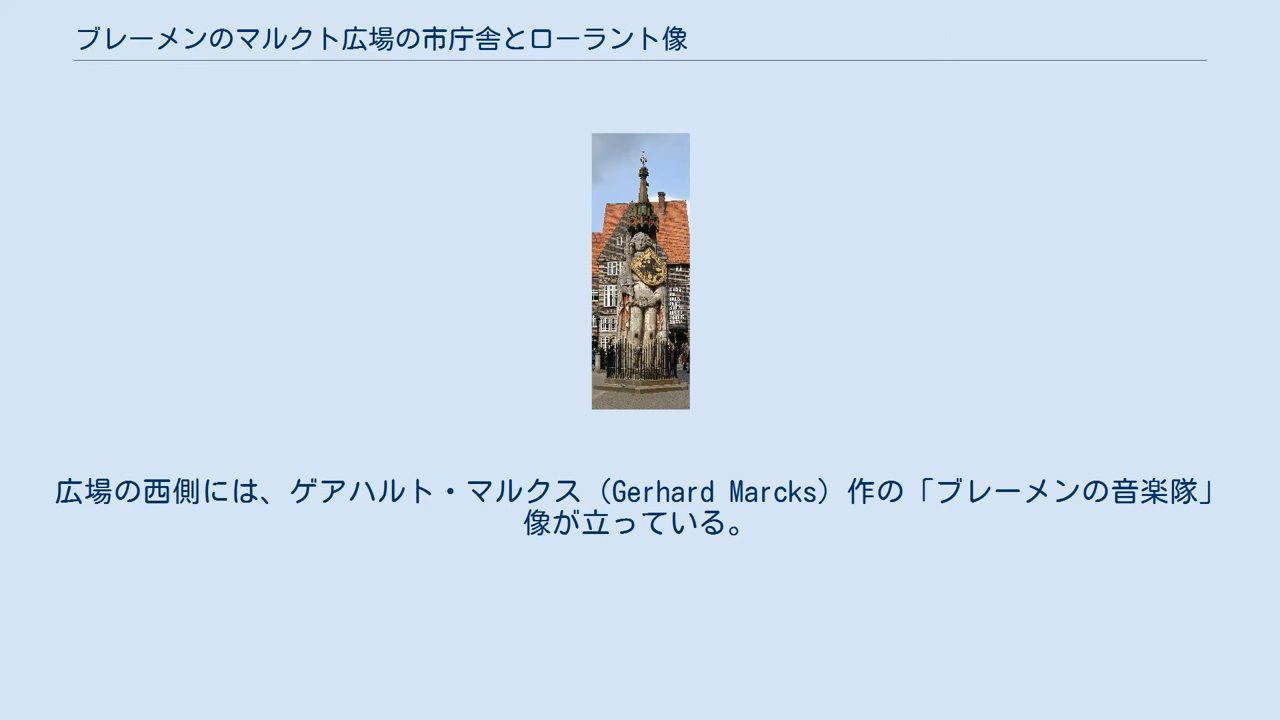 ブレーメンのマルクト広場の市庁舎とローラント像
広場の西側には、ゲアハルト・マルクス（Gerhard Marcks）作の「ブレーメンの音楽隊」
像が立っている。